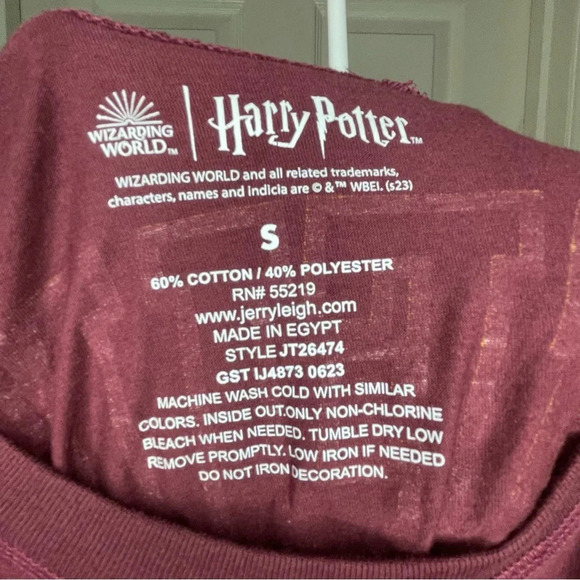 WIZARDING
WORLD™
Harry Potter™
WIZARDING WORLD and all related trademarks,
characters, names and indicia are © &™ WBEI. (s23)
S
60% COTTON / 40% POLYESTER
RN# 55219
www.jerryleigh.com
MADE IN EGYPT
STYLE JT26474
GST IJ4873 0623
MACHINE WASH COLD WITH SIMILAR
COLORS. INSIDE OUT.ONLY NON-CHLORINE
BLEACH WHEN NEEDED. TUMBLE DRY LOW
REMOVE PROMPTLY. LOW IRON IF NEEDED
DO NOT IRON DECORATION.